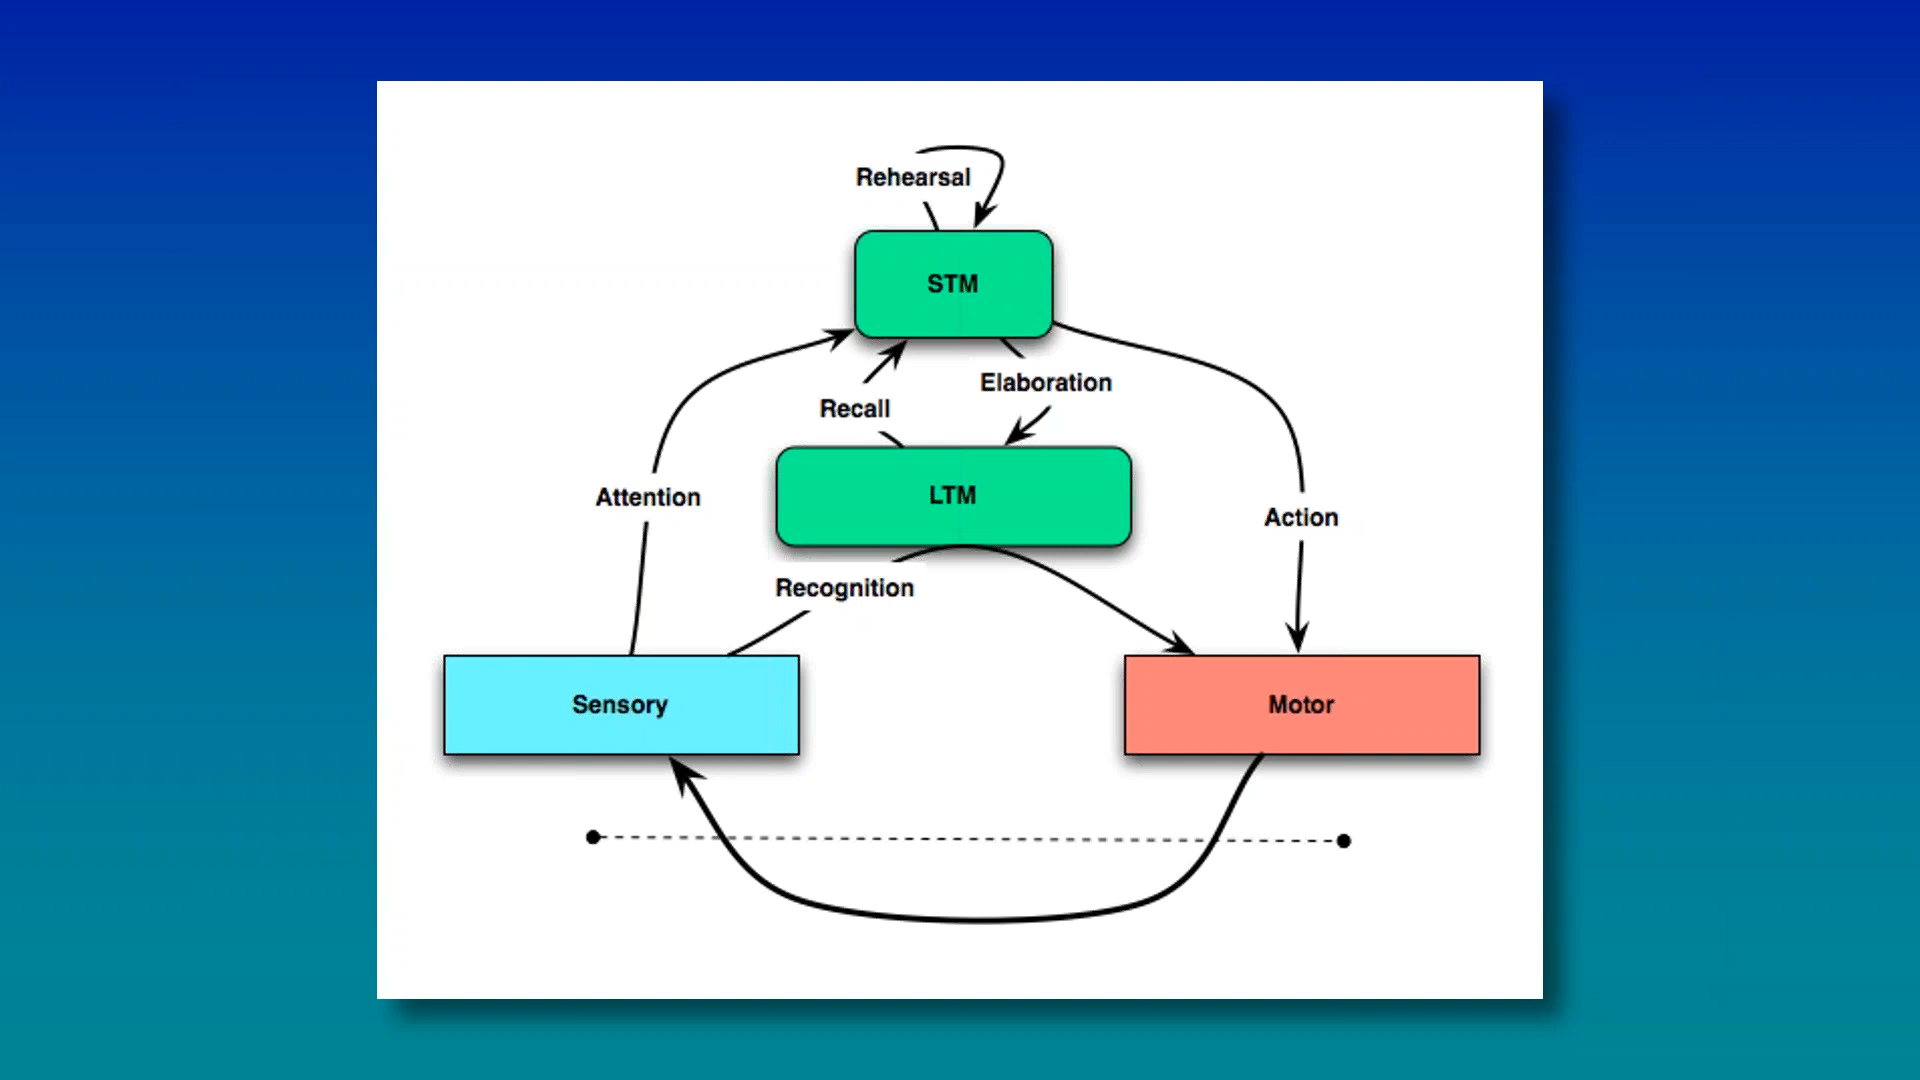 Rehearsal
STM
Elaboration
Recall
LTM
Attention
Action
Recognition
Sensory
Motor